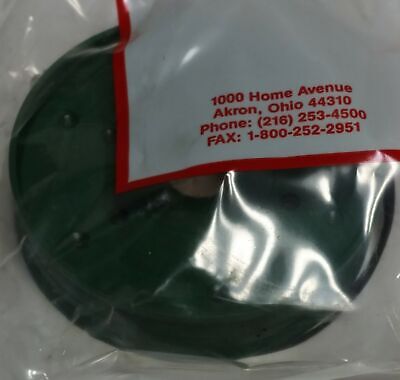 1000 Home Avenue
Akron, Ohio 44310
Phone: (216) 253-4500
FAX: 1-800-252-2951